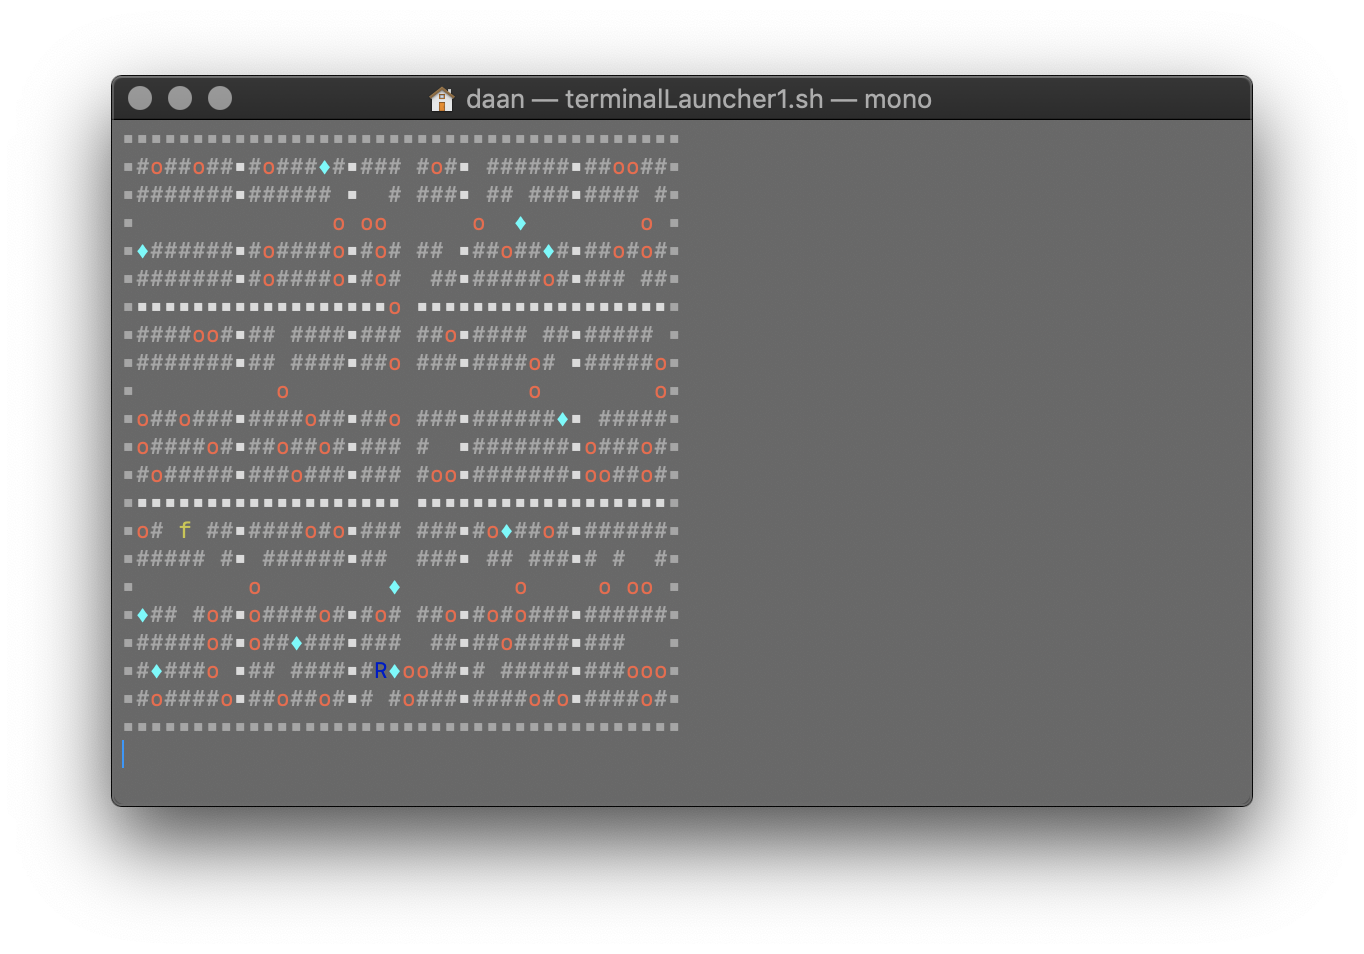 🏠 daan — terminalLauncher1.sh — mono
▪▪▪▪▪▪▪▪▪▪▪▪▪▪▪▪▪▪▪▪▪▪▪▪▪▪▪▪▪▪▪▪▪▪▪▪▪▪▪▪
▪#o##o##▪#o###♦#▪### #o#▪ ######▪##oo##▪
▪#######▪###### ▪  # ###▪ ## ###▪#### #▪
▪              o oo      o  ♦        o ▪
▪♦######▪#o####o▪#o# ## ▪##o##♦#▪##o#o#▪
▪#######▪#o####o▪#o#  ##▪#####o#▪### ##▪
▪▪▪▪▪▪▪▪▪▪▪▪▪▪▪▪▪▪▪o ▪▪▪▪▪▪▪▪▪▪▪▪▪▪▪▪▪▪▪
▪####oo#▪## ####▪### ##o▪#### ##▪##### ▪
▪#######▪## ####▪##o ###▪####o# ▪#####o▪
▪          o                 o        o▪
▪o##o###▪####o##▪##o ###▪######♦▪ #####▪
▪o####o#▪##o##o#▪### #  ▪#######▪o###o#▪
▪#o#####▪###o###▪### #oo▪#######▪oo##o#▪
▪▪▪▪▪▪▪▪▪▪▪▪▪▪▪▪▪▪▪▪ ▪▪▪▪▪▪▪▪▪▪▪▪▪▪▪▪▪▪▪
▪o# f ##▪####o#o▪### ###▪#o♦##o#▪######▪
▪##### #▪ ######▪##  ###▪ ## ###▪# #  #▪
▪        o         ♦        o     o oo ▪
▪♦## #o#▪o####o#▪#o# ##o▪#o#o###▪######▪
▪#####o#▪o##♦###▪###  ##▪##o####▪###   ▪
▪#♦###o ▪## ####▪#R♦oo##▪# #####▪###ooo▪
▪#o####o▪##o##o#▪# #o###▪####o#o▪####o#▪
▪▪▪▪▪▪▪▪▪▪▪▪▪▪▪▪▪▪▪▪▪▪▪▪▪▪▪▪▪▪▪▪▪▪▪▪▪▪▪▪